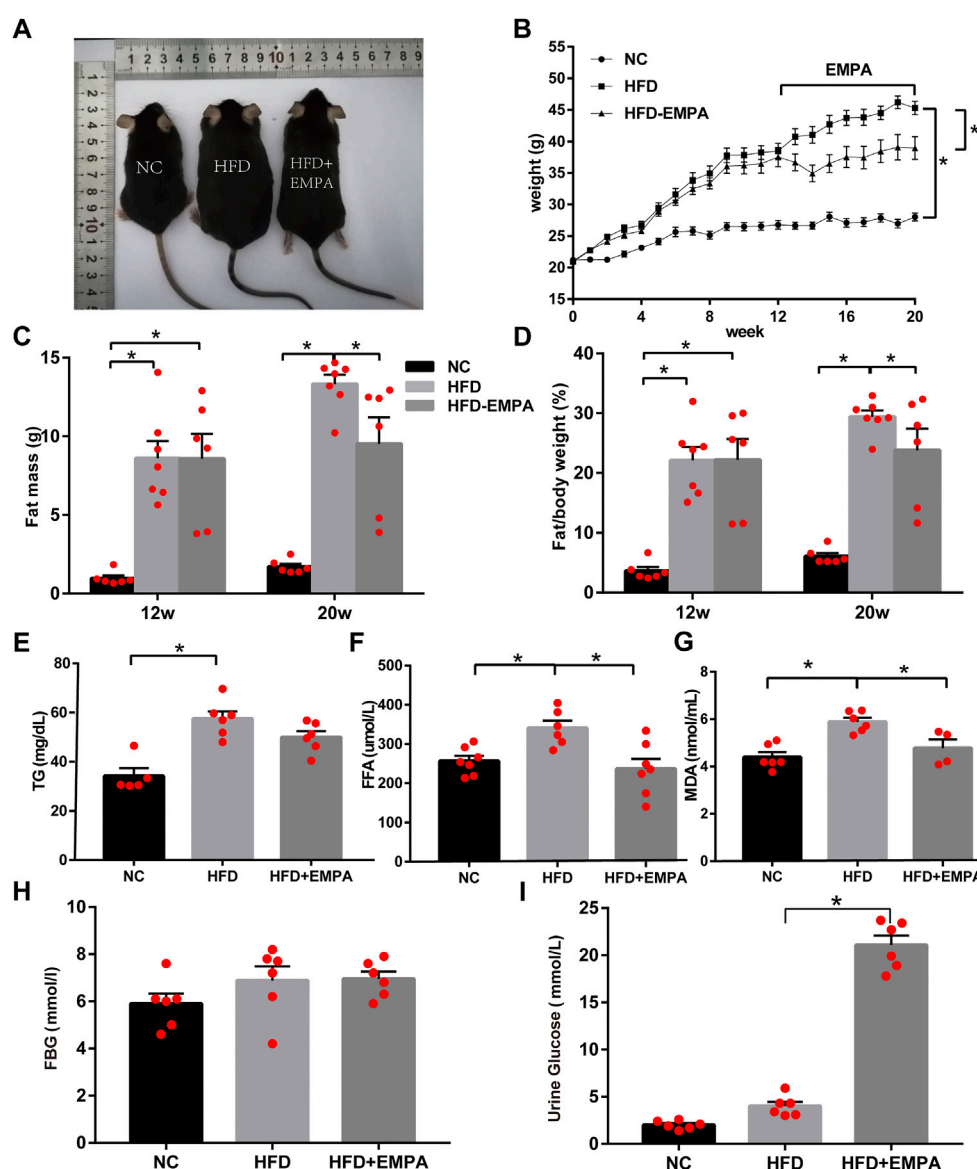 A
1 2 3 4 5 6 7 8 9 10 1 2 3 4 5 6 7
1 2 3 4 5 6 7 8 9 10 1 2 3 4 5
NC
HFD
HFD+
EMPA
B
NC
HFD
HFD-EMPA
EMPA
*
*
weight (g)
50
45
40
35
30
25
20
15
0 4 8 12 16 20
week
C
* * * *
Fat mass (g)
15
10
5
0
12w 20w
NC
HFD
HFD-EMPA
D
* * * *
Fat/body weight (%)
40
30
20
10
0
12w 20w
E
*
TG (mg/dL)
80
60
40
20
0
NC HFD HFD+EMPA
F
* *
FFA (umol/L)
500
400
300
200
100
0
NC HFD HFD+EMPA
G
* *
MDA (nmol/mL)
8
6
4
2
0
NC HFD HFD+EMPA
H
FBG (mmol/l)
10
8
6
4
2
0
NC HFD HFD+EMPA
I
*
Urine Glucose (mmol/L)
25
20
15
10
5
0
NC HFD HFD+EMPA